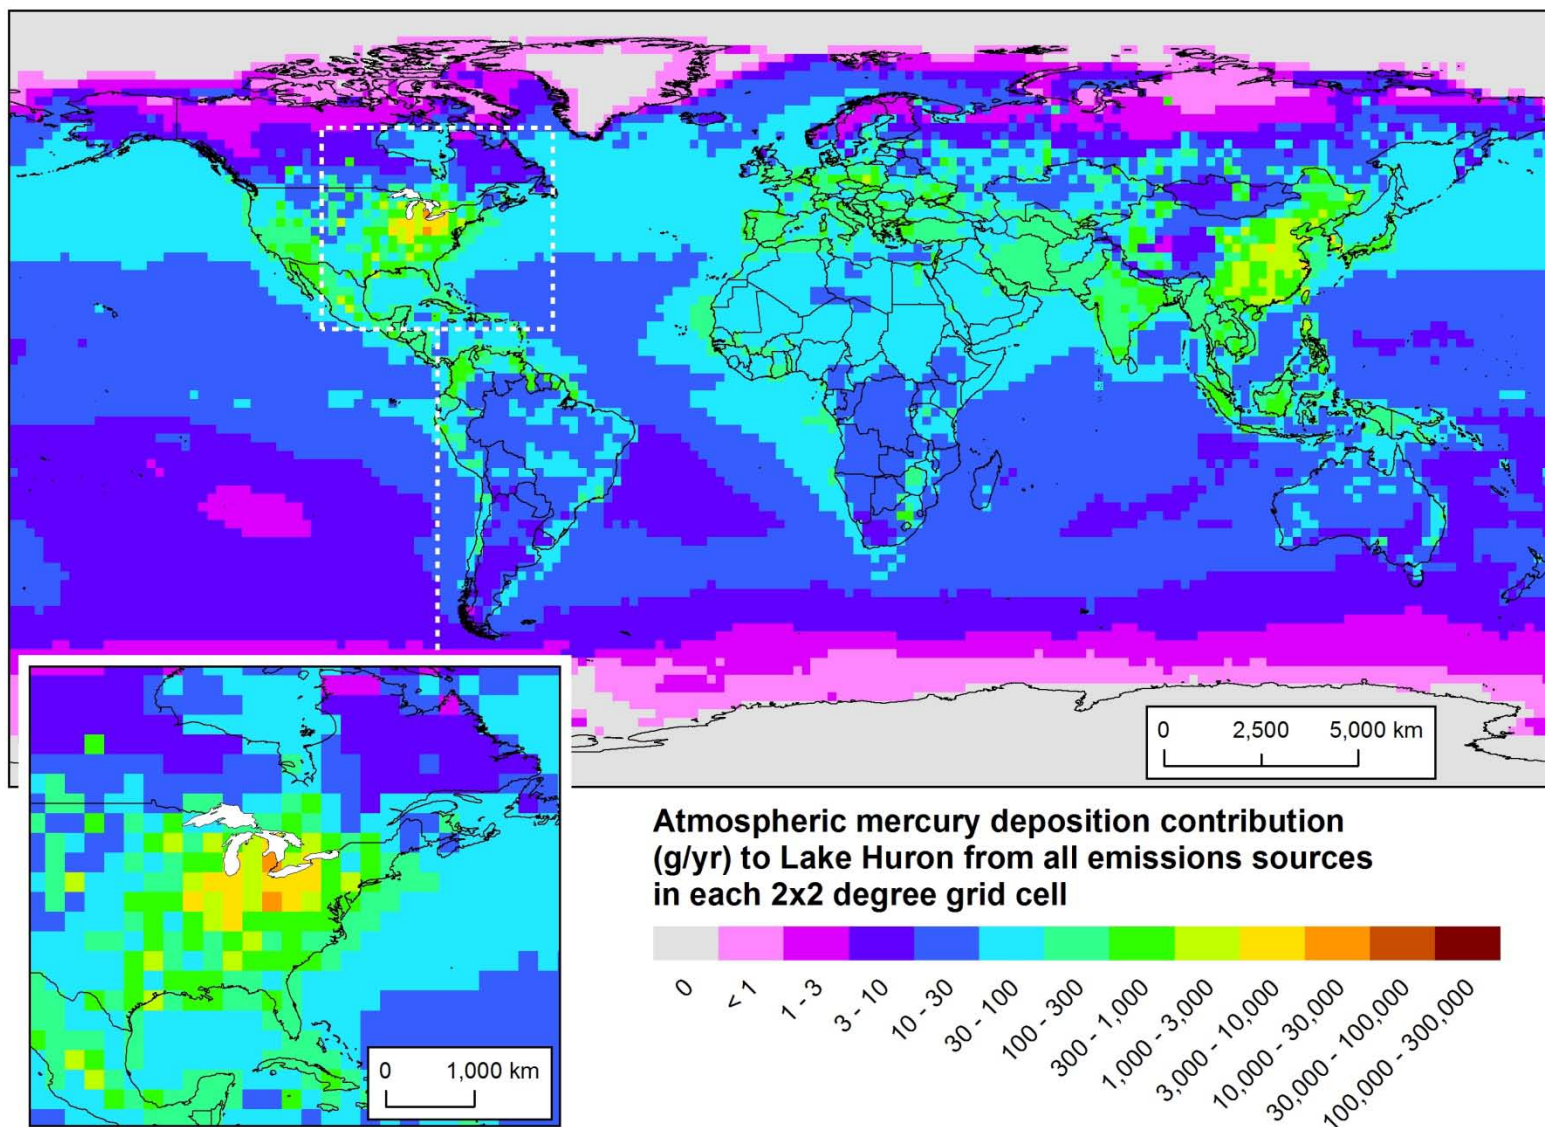 0 2,500 5,000 km
Atmospheric mercury deposition contribution
(g/yr) to Lake Huron from all emissions sources
in each 2x2 degree grid cell
0
< 1
1 - 3
3 - 10
10 - 30
30 - 100
100 - 300
300 - 1,000
1,000 - 3,000
3,000 - 10,000
10,000 - 30,000
30,000 - 100,000
100,000 - 300,000
0 1,000 km